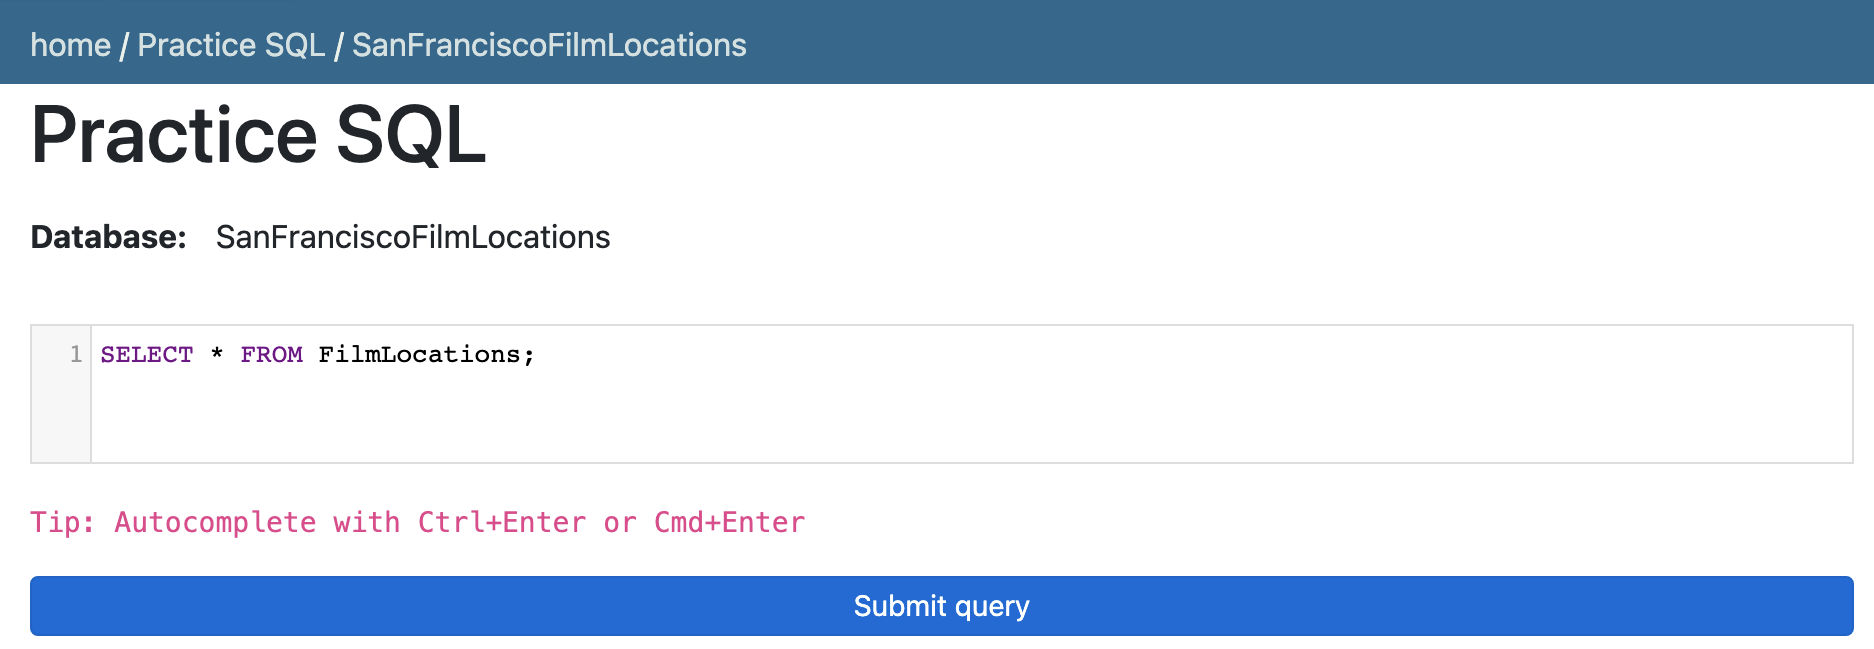 home / Practice SQL / SanFranciscoFilmLocations
Practice SQL
Database: SanFranciscoFilmLocations
1 SELECT * FROM FilmLocations;
Tip: Autocomplete with Ctrl+Enter or Cmd+Enter
Submit query